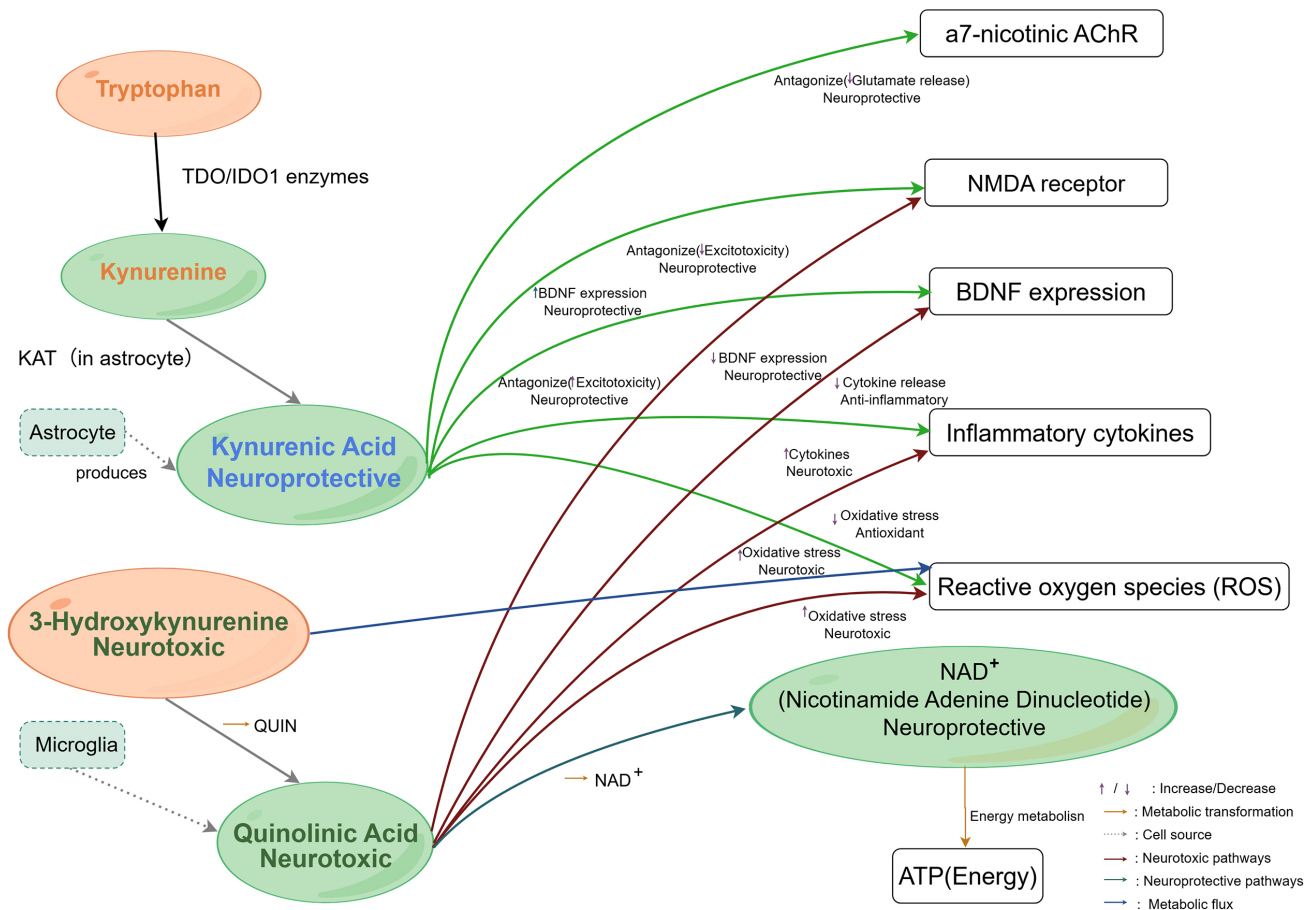 Tryptophan
TDO/IDO1 enzymes
Kynurenine
KAT（in astrocyte）
Astrocyte
produces
Kynurenic Acid
Neuroprotective
3-Hydroxykynurenine
Neurotoxic
→ QUIN
Microglia
Quinolinic Acid
Neurotoxic
a7-nicotinic AChR
Antagonize(↓Glutamate release)
Neuroprotective
NMDA receptor
Antagonize(↓Excitotoxicity)
Neuroprotective
↑BDNF expression
Neuroprotective
BDNF expression
↓BDNF expression
Neuroprotective
Antagonize(↑Excitotoxicity)
Neuroprotective
↓ Cytokine release
Anti-inflammatory
Inflammatory cytokines
↑Cytokines
Neurotoxic
↓ Oxidative stress
Antioxidant
↑Oxidative stress
Neurotoxic
Reactive oxygen species (ROS)
↑Oxidative stress
Neurotoxic
→ NAD+
NAD+
(Nicotinamide Adenine Dinucleotide)
Neuroprotective
Energy metabolisn
ATP(Energy)
↑ / ↓ : Increase/Decrease
→ : Metabolic transformation
→ : Cell source
→ : Neurotoxic pathways
→ : Neuroprotective pathways
→ : Metabolic flux